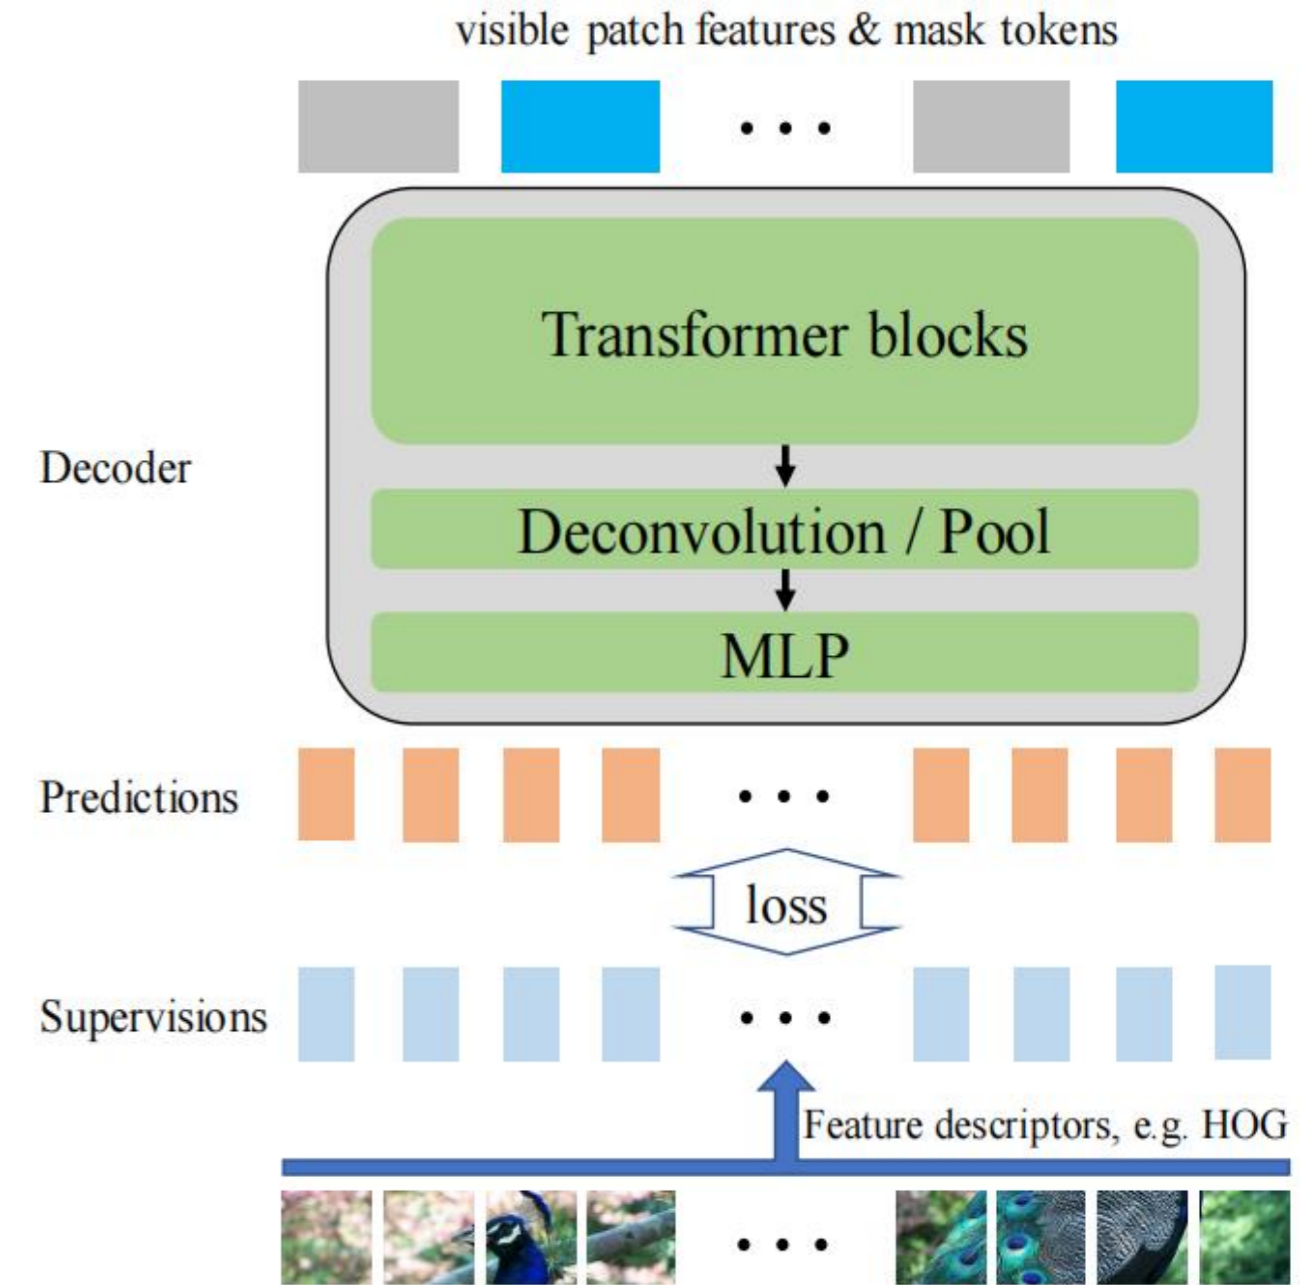 visible patch features & mask tokens
Transformer blocks
Decoder
Deconvolution / Pool
MLP
Predictions
loss
Supervisions
Feature descriptors, e.g. HOG